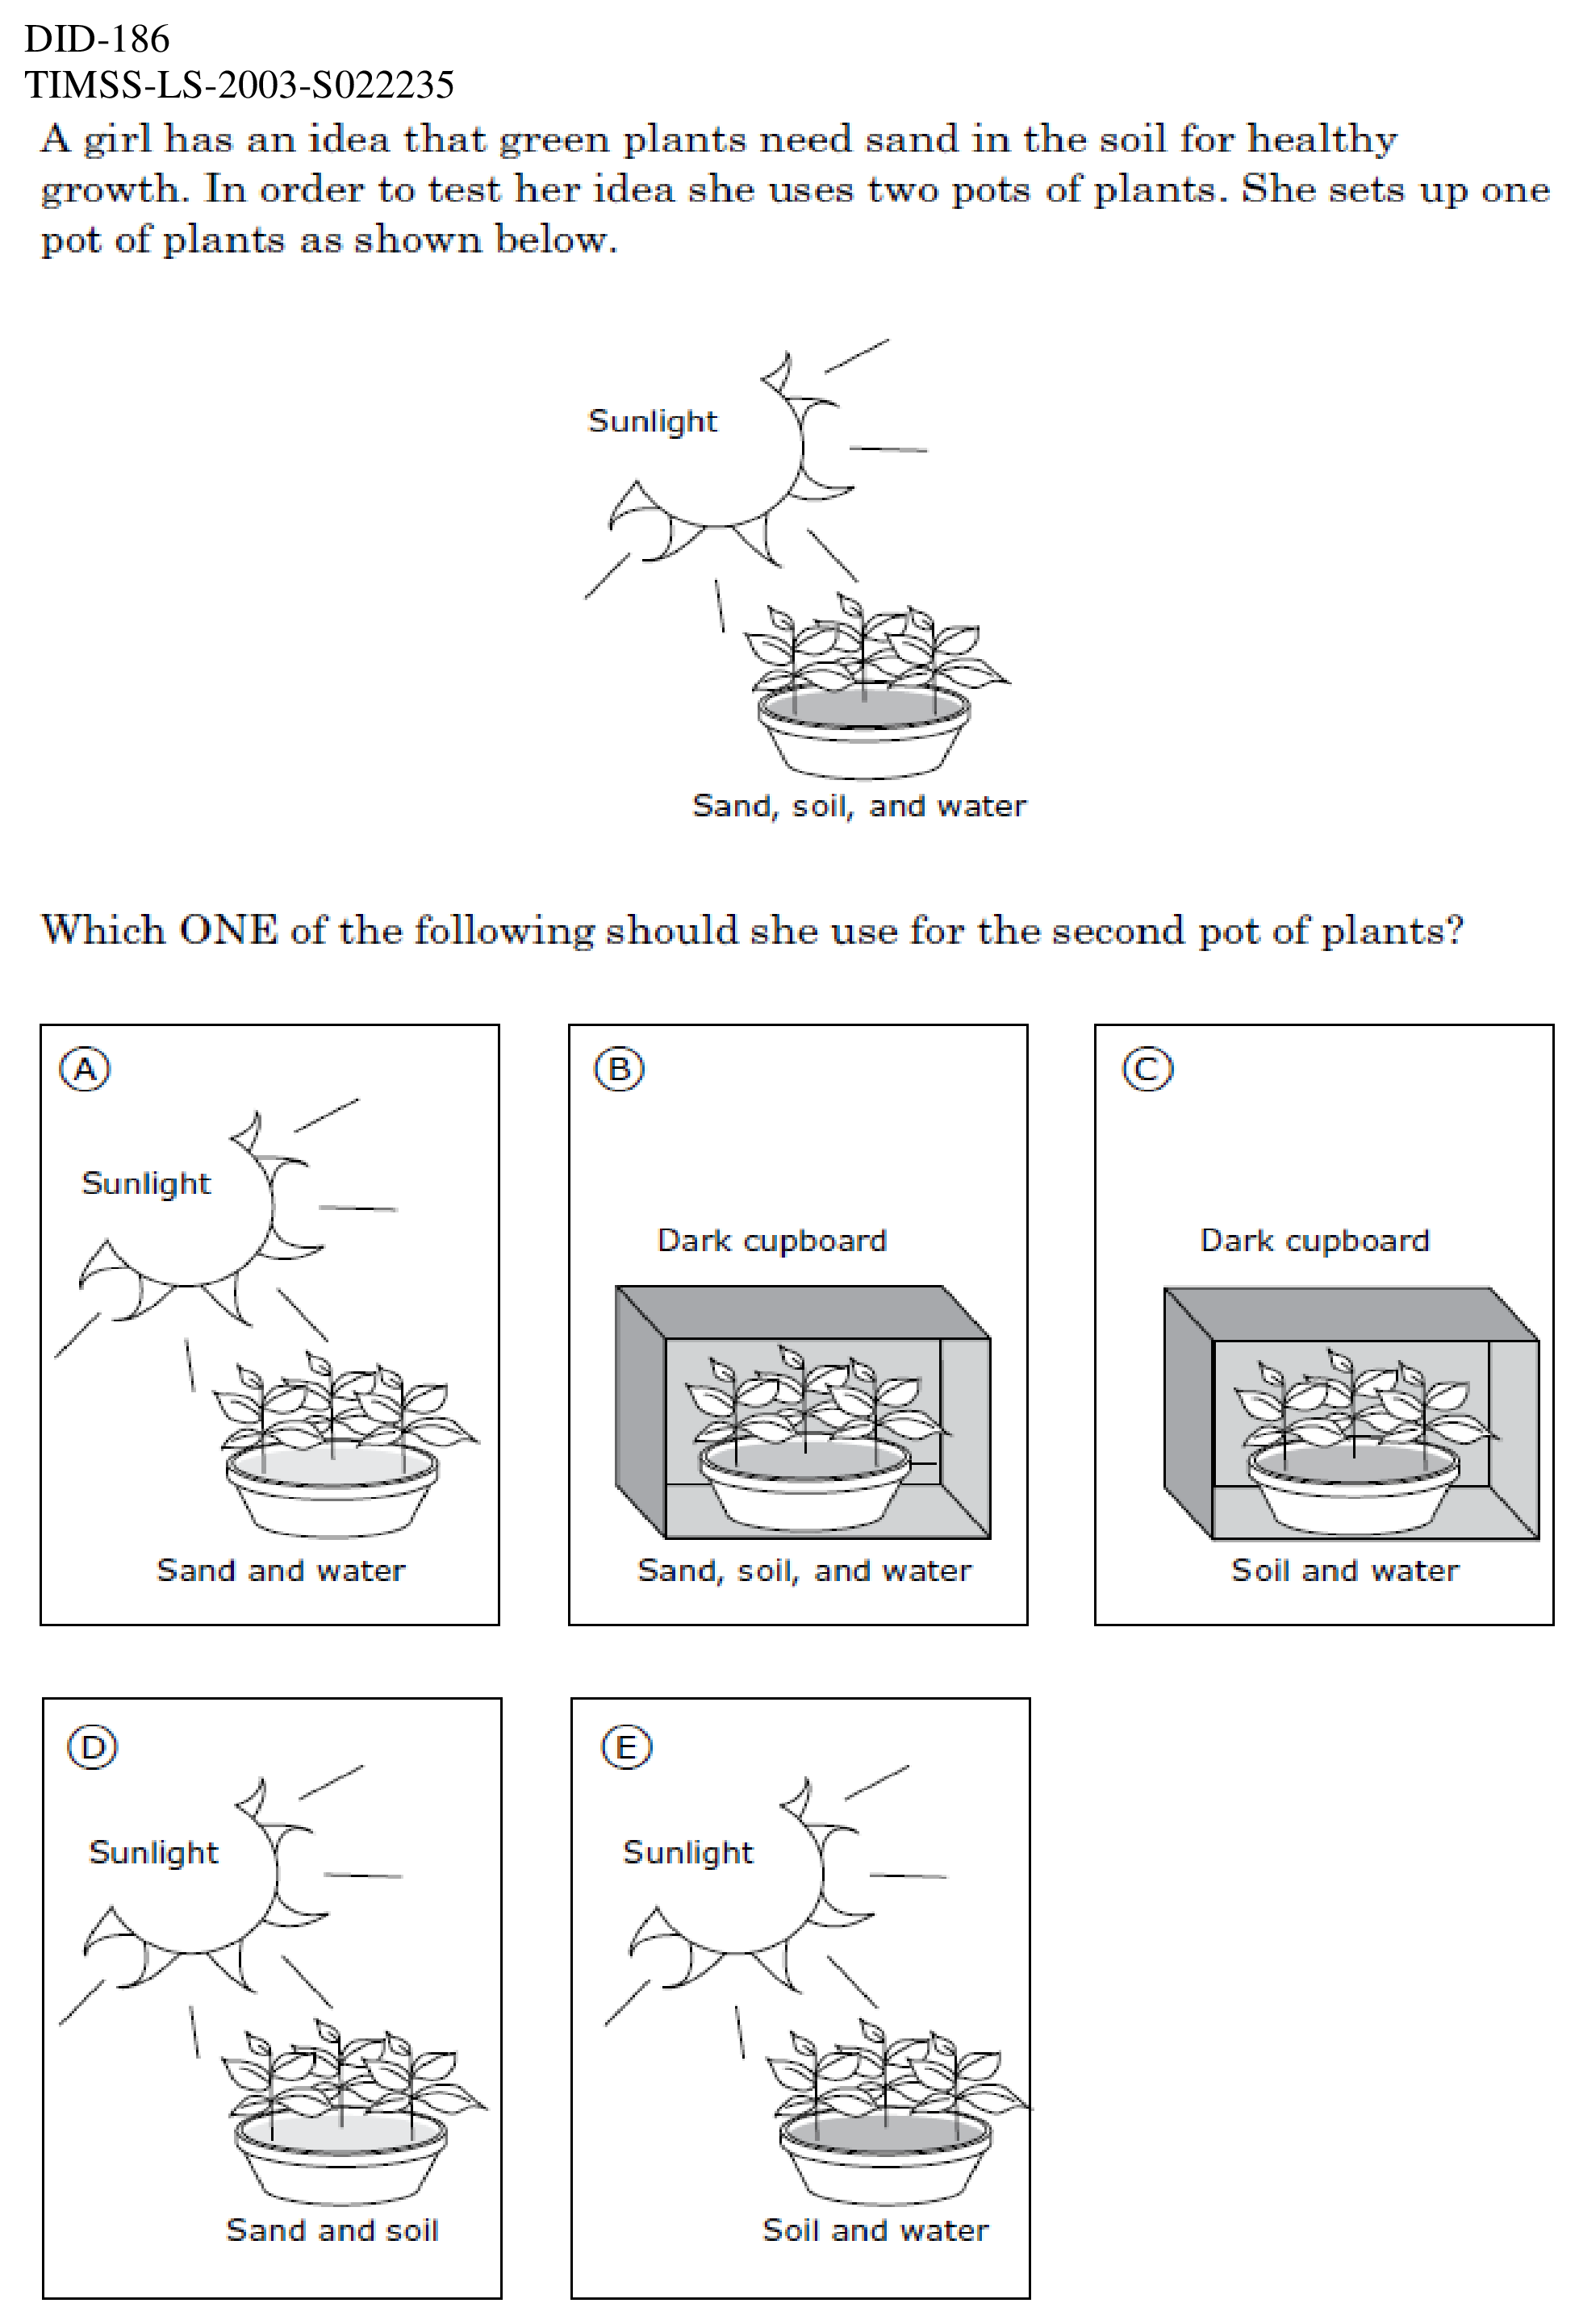 DID-186
TIMSS-LS-2003-S022235
A girl has an idea that green plants need sand in the soil for healthy
growth. In order to test her idea she uses two pots of plants. She sets up one
pot of plants as shown below.
Sunlight
Sand, soil, and water
Which ONE of the following should she use for the second pot of plants?
A
Sunlight
Sand and water
B
Dark cupboard
Sand, soil, and water
C
Dark cupboard
Soil and water
D
Sunlight
Sand and soil
E
Sunlight
Soil and water